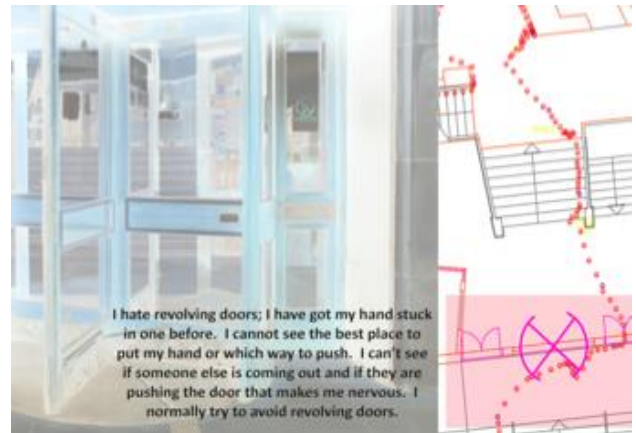 I hate revolving doors; I have got my hand stuck
in one before.  I cannot see the best place to
put my hand or which way to push.  I can't see
if someone else is coming out and if they are
pushing the door that makes me nervous.  I
normally try to avoid revolving doors.